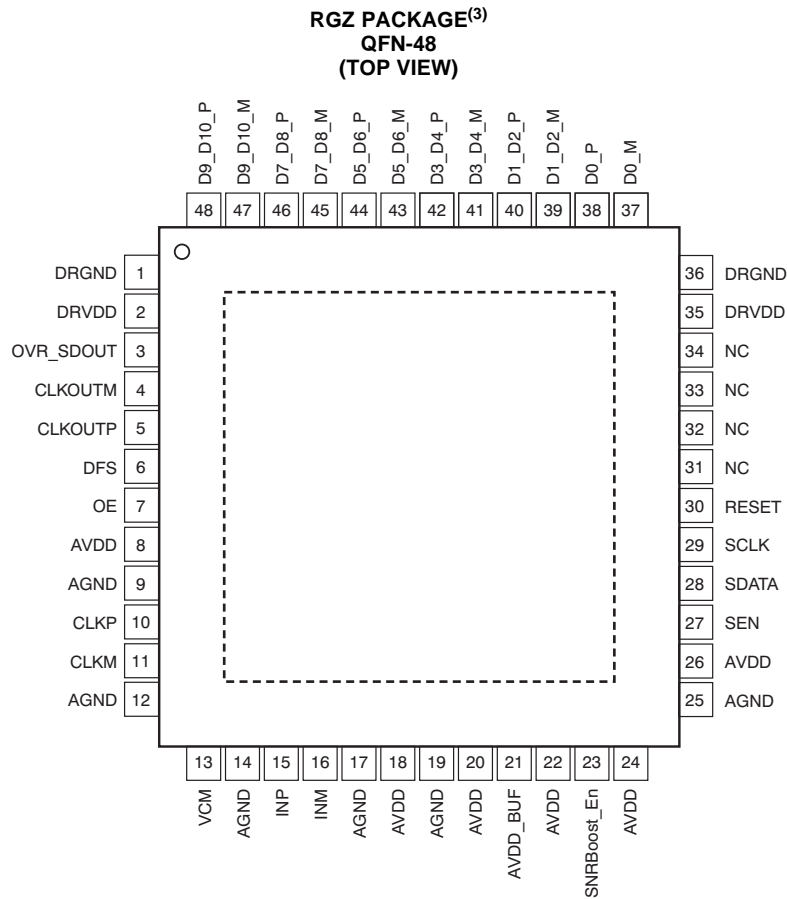 RGZ PACKAGE(3)
QFN-48
(TOP VIEW)
D9_D10_P
D9_D10_M
D7_D8_P
D7_D8_M
D5_D6_P
D5_D6_M
D3_D4_P
D3_D4_M
D1_D2_P
D1_D2_M
D0_P
D0_M
48 47 46 45 44 43 42 41 40 39 38 37
DRGND 1
36 DRGND
DRVDD 2
35 DRVDD
OVR_SDOUT 3
34 NC
CLKOUTM 4
33 NC
CLKOUTP 5
32 NC
DFS 6
31 NC
OE 7
30 RESET
AVDD 8
29 SCLK
AGND 9
28 SDATA
CLKP 10
27 SEN
CLKM 11
26 AVDD
AGND 12
25 AGND
13 14 15 16 17 18 19 20 21 22 23 24
VCM
AGND
INP
INM
AGND
AVDD
AGND
AVDD
AVDD_BUF
AVDD
SNRBoost_En
AVDD